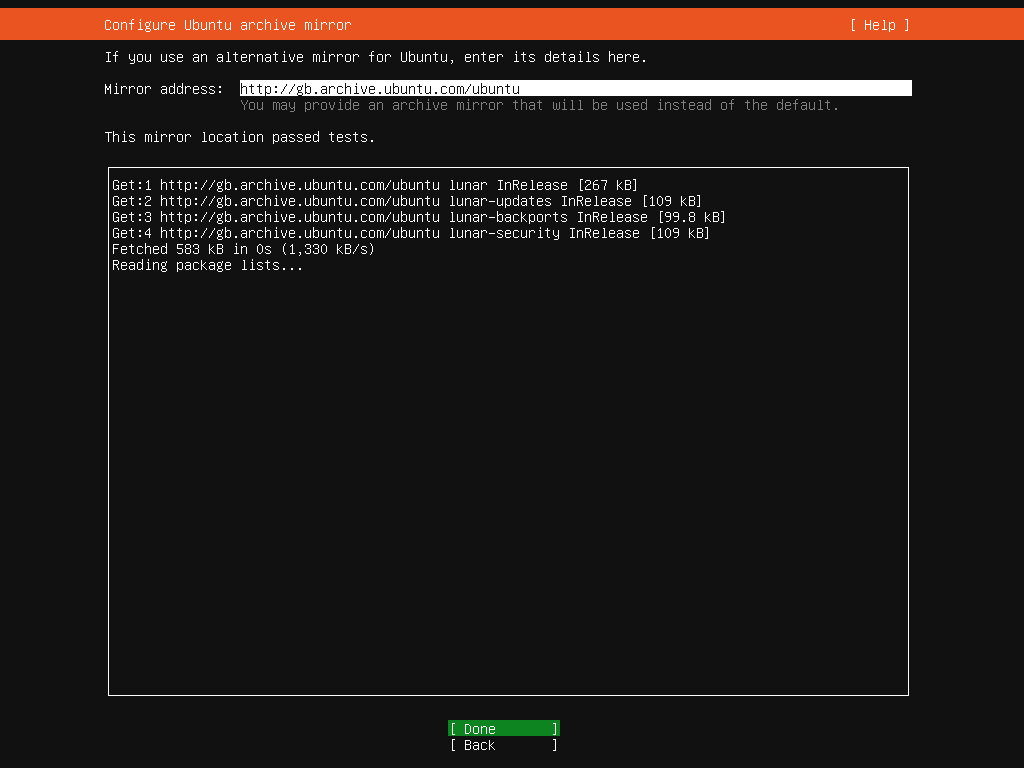 Configure Ubuntu archive mirror [ Help ]
If you use an alternative mirror for Ubuntu, enter its details here.
Mirror address: http://gb.archive.ubuntu.com/ubuntu
You may provide an archive mirror that will be used instead of the default.
This mirror location passed tests.
Get:1 http://gb.archive.ubuntu.com/ubuntu lunar InRelease [267 kB]
Get:2 http://gb.archive.ubuntu.com/ubuntu lunar-updates InRelease [109 kB]
Get:3 http://gb.archive.ubuntu.com/ubuntu lunar-backports InRelease [99.8 kB]
Get:4 http://gb.archive.ubuntu.com/ubuntu lunar-security InRelease [109 kB]
Fetched 583 kB in 0s (1,330 kB/s)
Reading package lists...
[ Done ]
[ Back ]